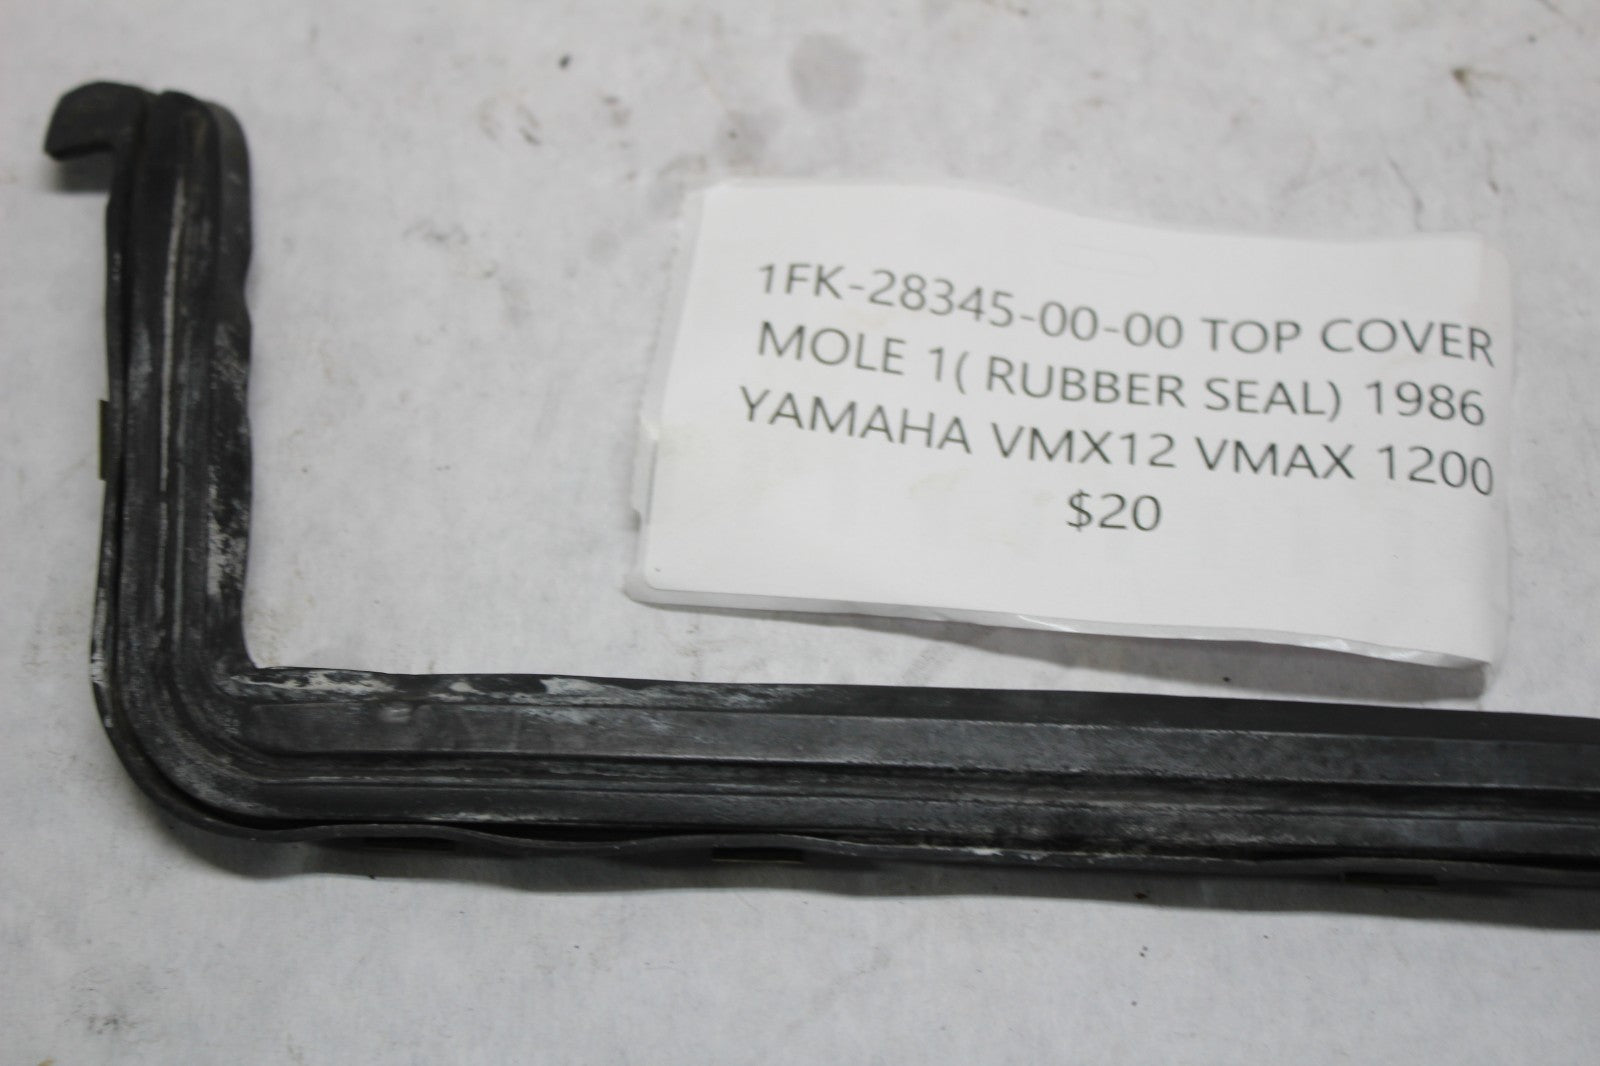 1FK-28345-00-00 TOP COVER
MOLE 1( RUBBER SEAL) 1986
YAMAHA VMX12 VMAX 1200
$20